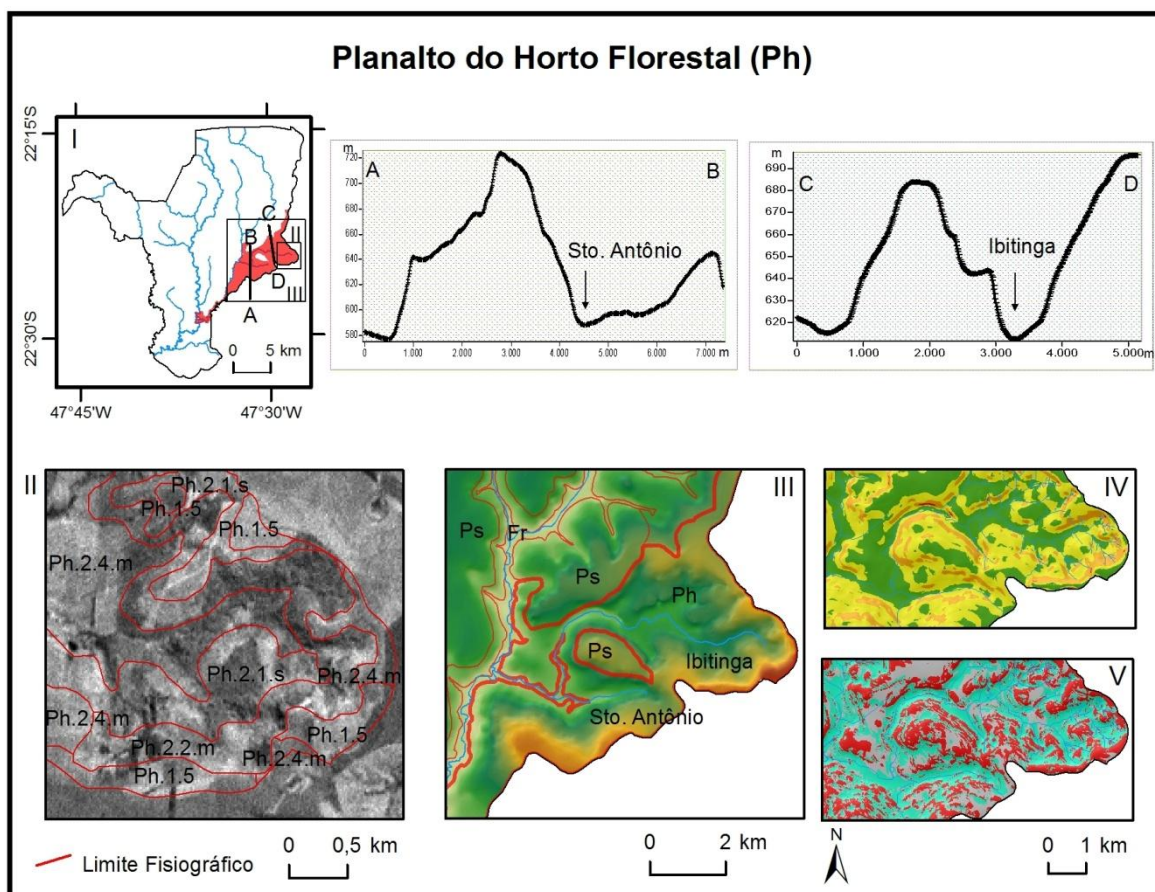 Planalto do Horto Florestal (Ph)
I
22°15'S
22°30'S
47°45'W
47°30'W
C
B
II
D
III
A
0 5 km
m
A
B
720
700
680
660
640
620
600
580
Sto. Antônio
0 1.000 2.000 3.000 4.000 5.000 6.000 7.000 m
m
C
D
690
680
670
660
650
640
630
620
Ibitinga
0 1.000 2.000 3.000 4.000 5.000 m
II
Ph.2.1.s
Ph.1.5
Ph.1.5
Ph.2.4.m
Ph.2.1.s
Ph.2.4.m
Ph.2.4.m
Ph.1.5
Ph.2.2.m
Ph.2.4.m
Ph.1.5
0 0,5 km
Limite Fisiográfico
III
Ps
Fr
Ps
Ph
Ps
Ibitinga
Sto. Antônio
0 2 km
IV
V
N
0 1 km